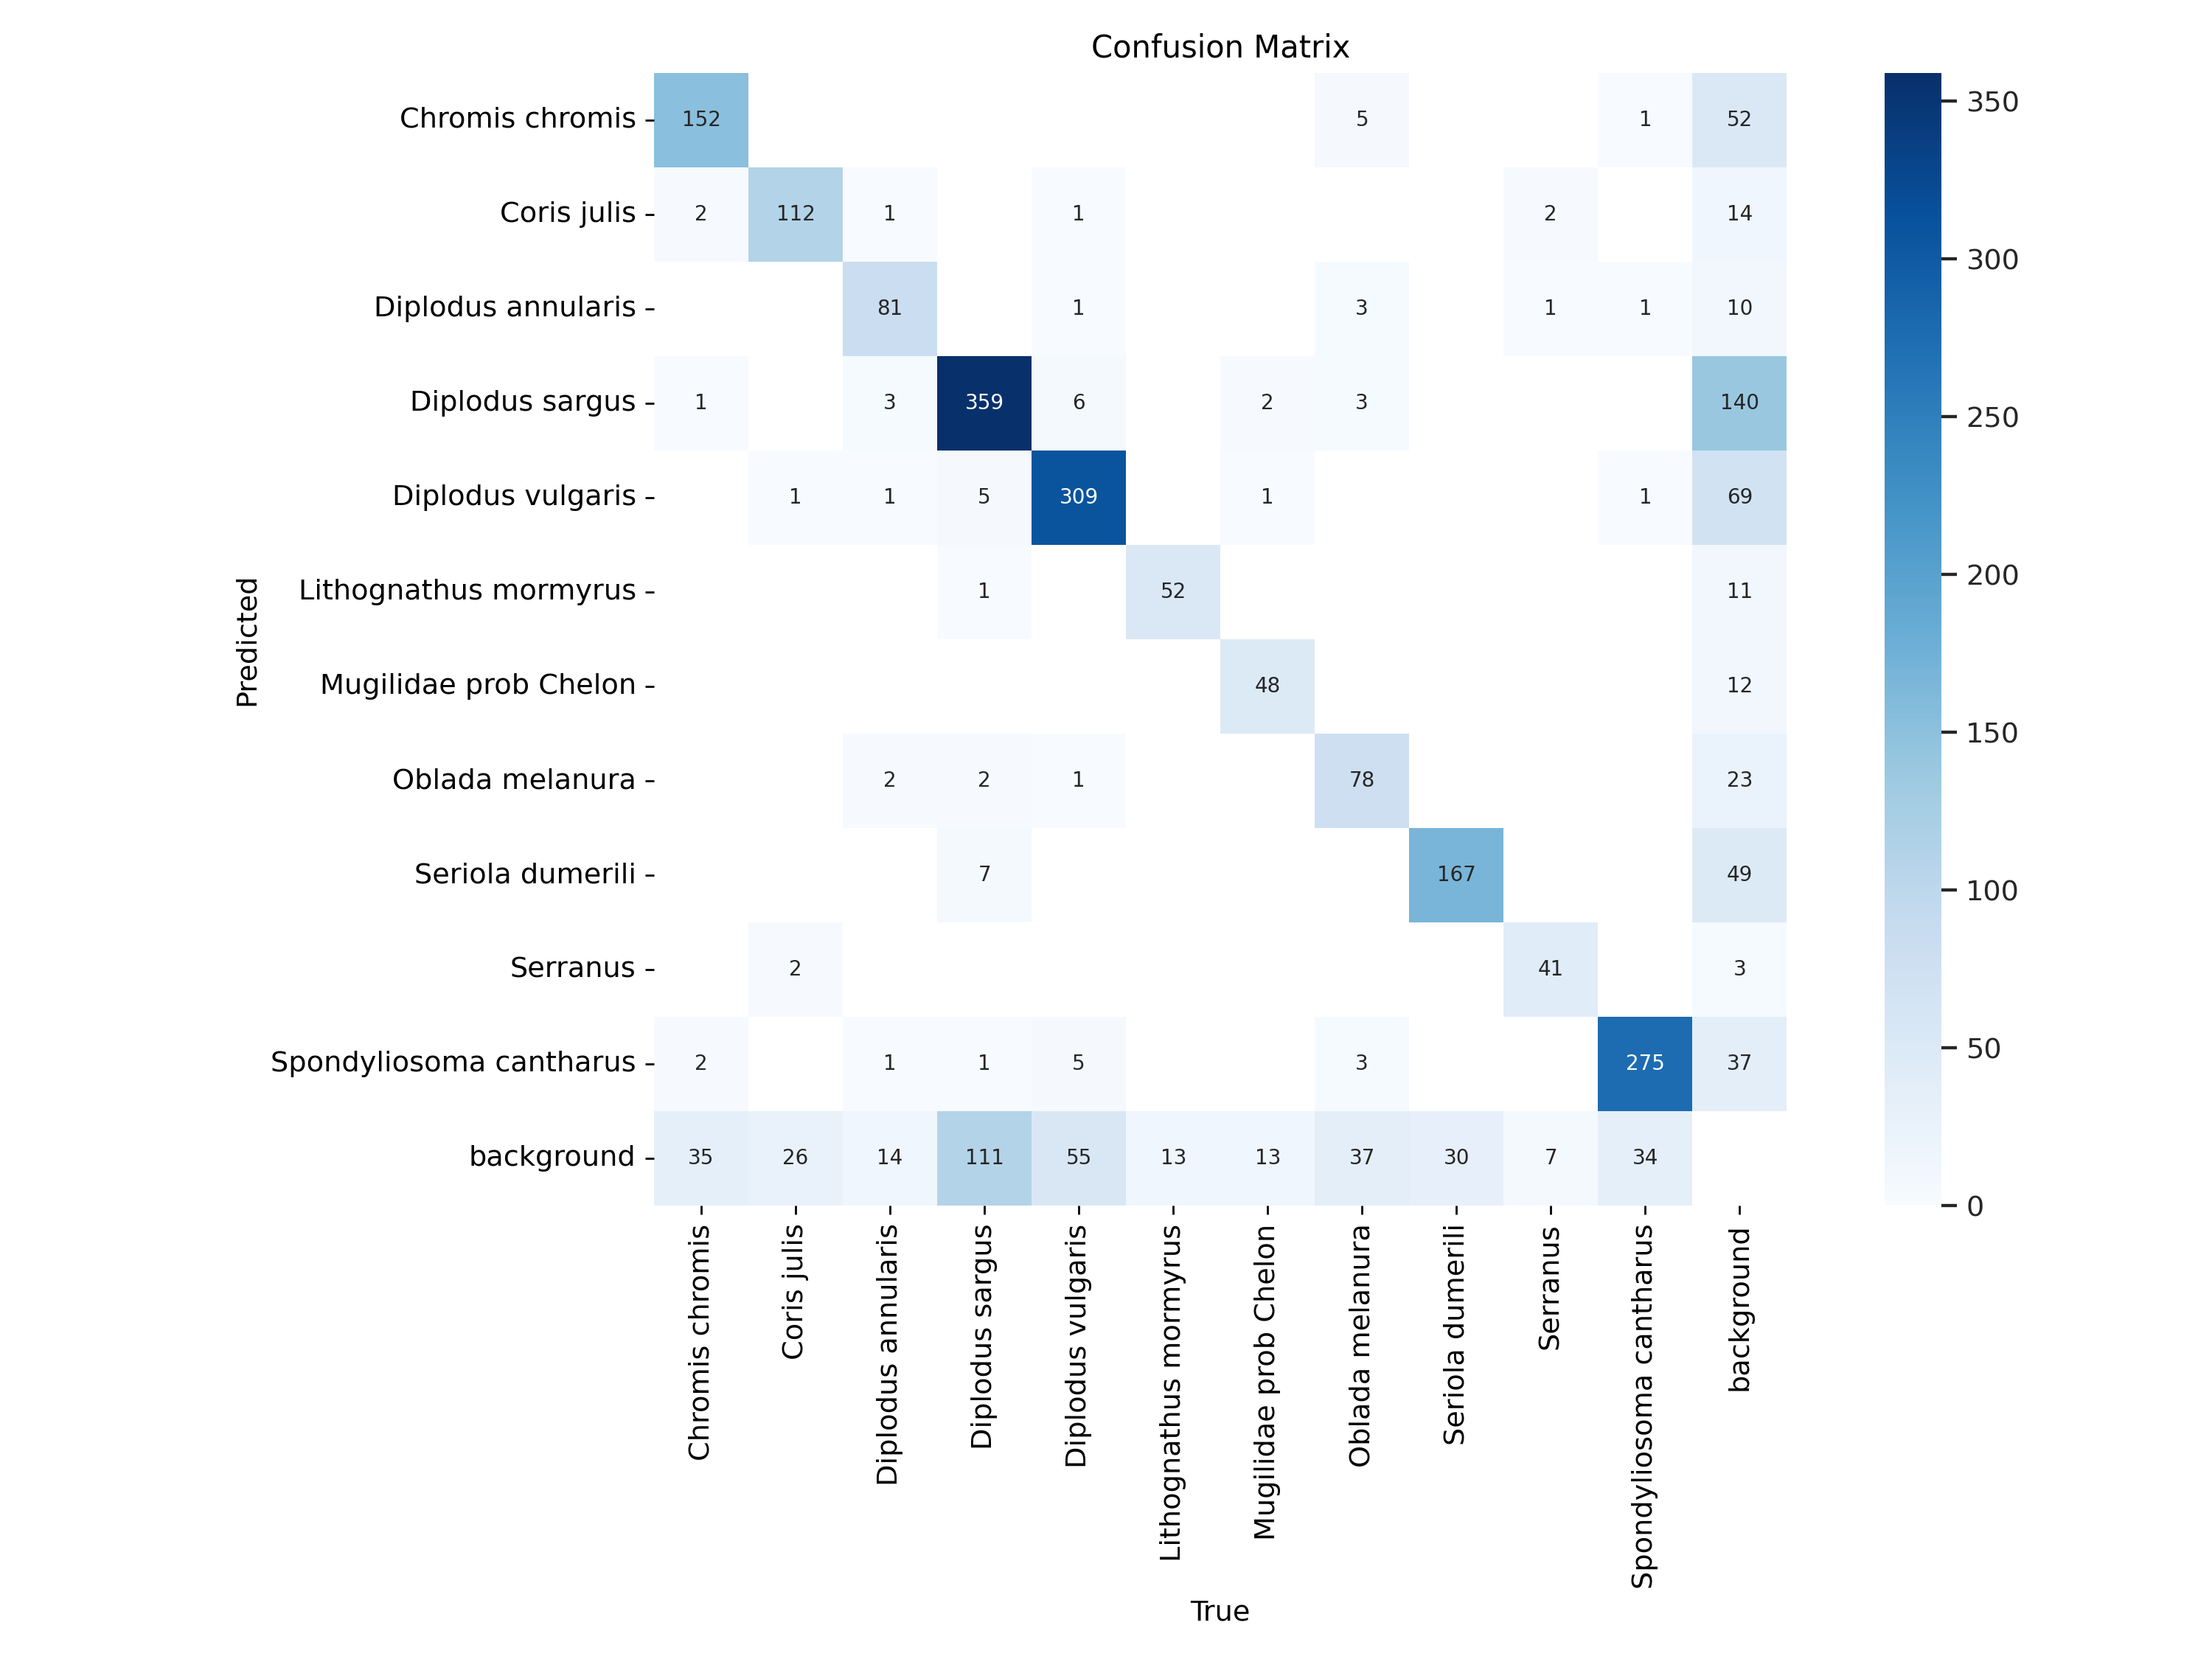 Confusion Matrix
Chromis chromis 152 5 1 52
Coris julis 2 112 1 1 2 14
Diplodus annularis 81 1 3 1 1 10
Diplodus sargus 1 3 359 6 2 3 140
Diplodus vulgaris 1 1 5 309 1 1 69
Lithognathus mormyrus 1 52 11
Mugilidae prob Chelon 48 12
Oblada melanura 2 2 1 78 23
Seriola dumerili 7 167 49
Serranus 2 41 3
Spondyliosoma cantharus 2 1 1 5 3 275 37
background 35 26 14 111 55 13 13 37 30 7 34
Predicted
Chromis chromis
Coris julis
Diplodus annularis
Diplodus sargus
Diplodus vulgaris
Lithognathus mormyrus
Mugilidae prob Chelon
Oblada melanura
Seriola dumerili
Serranus
Spondyliosoma cantharus
background
True
350
300
250
200
150
100
50
0